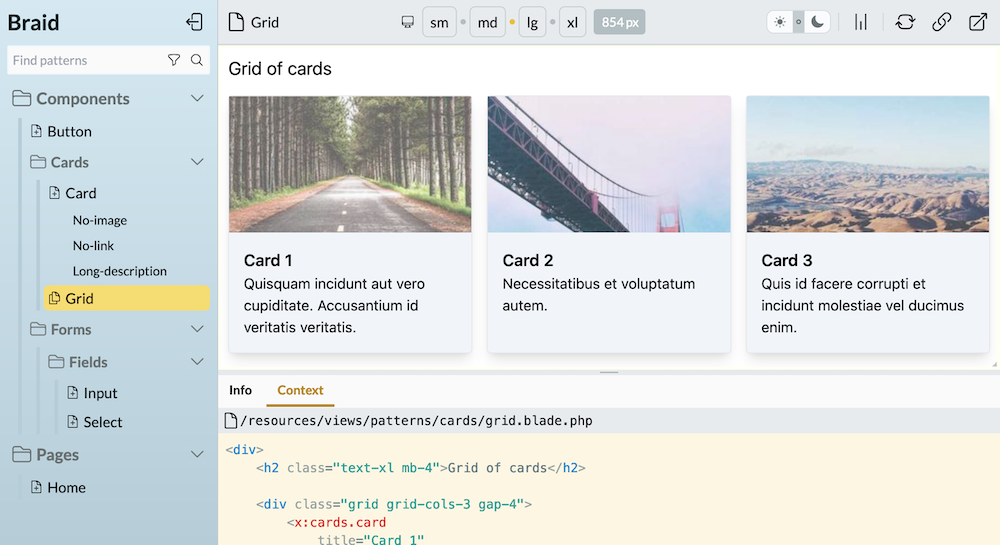 Braid
Find patterns
Components
Button
Cards
Card
No-image
No-link
Long-description
Grid
Forms
Fields
Input
Select
Pages
Home
Grid
sm md lg xl 854 px
Grid of cards
Card 1
Quisquam incidunt aut vero
cupiditate. Accusantium id
veritatis veritatis.
Card 2
Necessitatibus et voluptatum
autem.
Card 3
Quis id facere corrupti et
incidunt molestiae vel ducimus
enim.
Info Context
/resources/views/patterns/cards/grid.blade.php
<div>
<h2 class="text-xl mb-4">Grid of cards</h2>
<div class="grid grid-cols-3 gap-4">
<x:cards.card
title="Card 1"